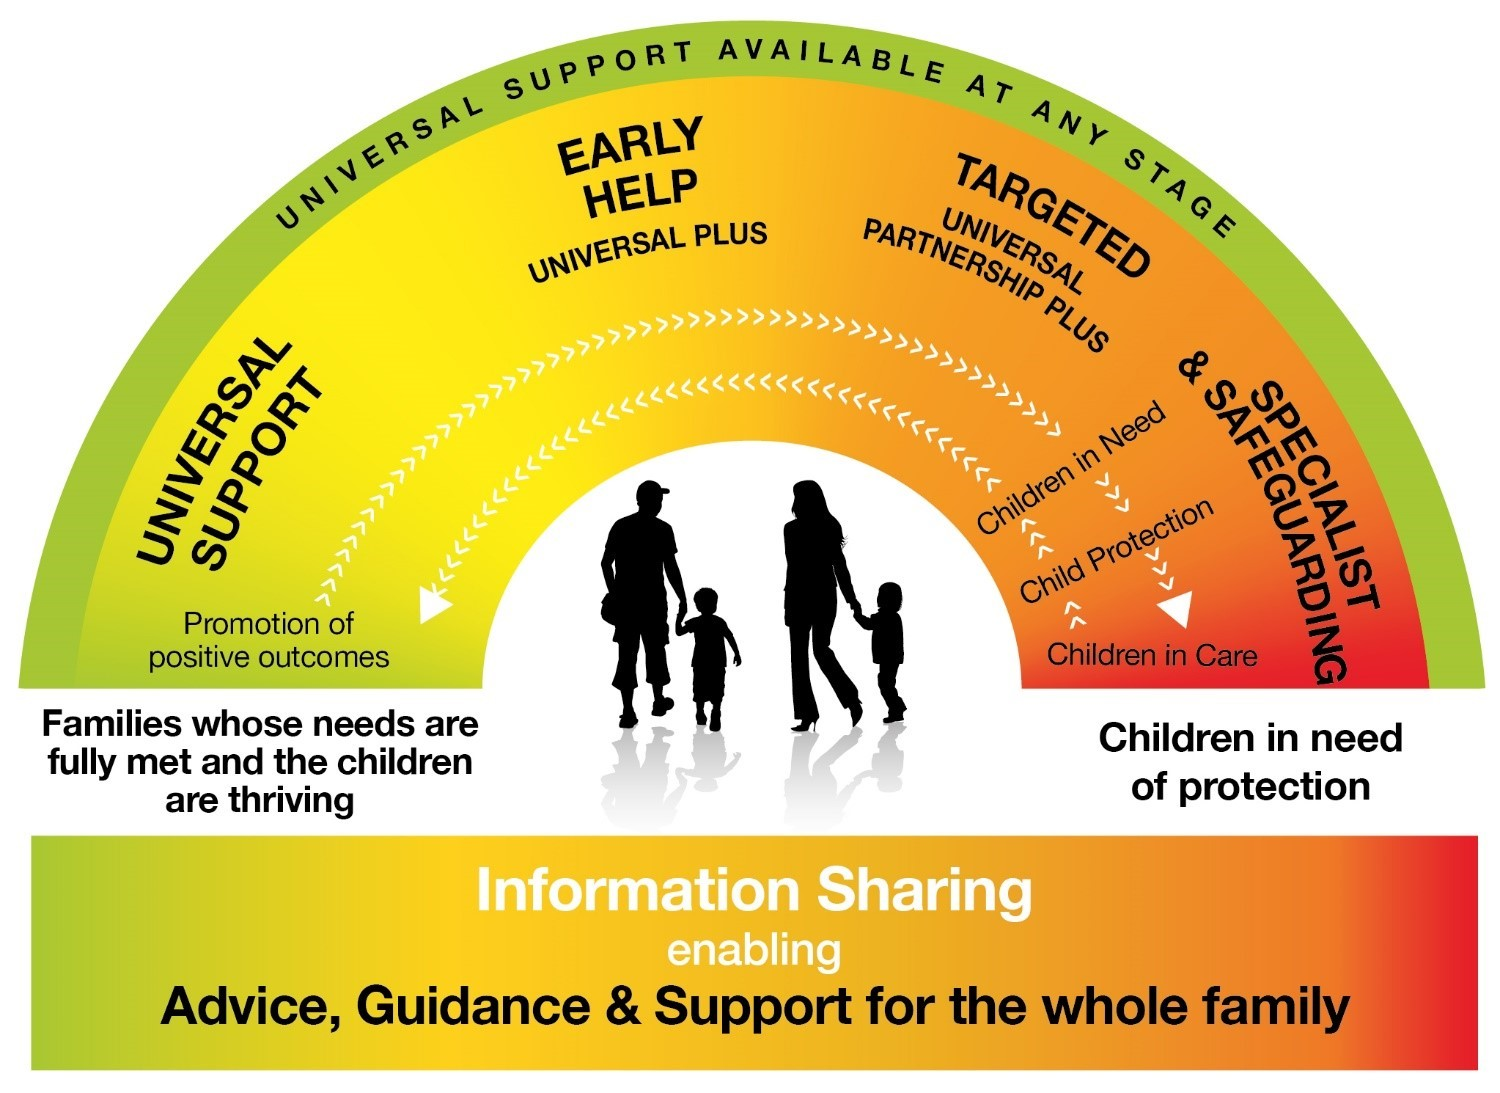 UNIVERSAL SUPPORT AVAILABLE AT ANY STAGE
UNIVERSAL
SUPPORT
Promotion of
positive outcomes
EARLY
HELP
UNIVERSAL PLUS
TARGETED
UNIVERSAL
PARTNERSHIP PLUS
SPECIALIST
& SAFEGUARDING
Children in Need
Child Protection
Children in Care
Families whose needs are
fully met and the children
are thriving
Children in need
of protection
Information Sharing
enabling
Advice, Guidance & Support for the whole family